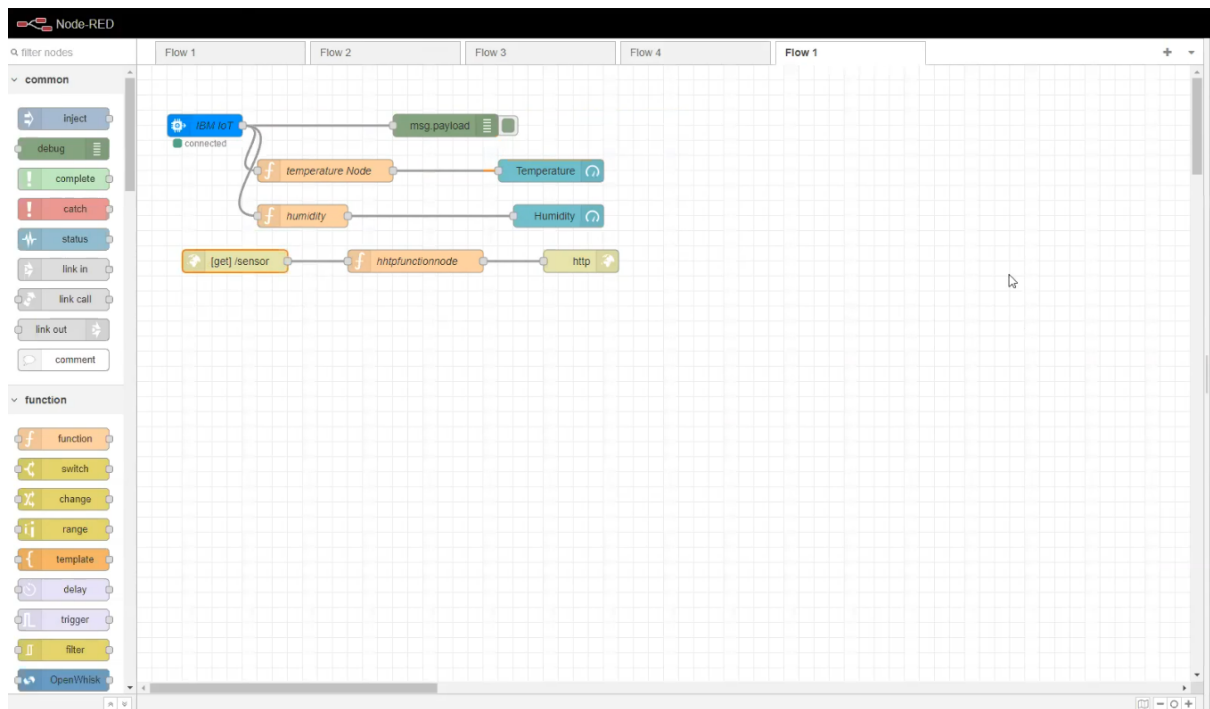 Node-RED
filter nodes
Flow 1
Flow 2
Flow 3
Flow 4
Flow 1
common
inject
debug
complete
catch
status
link in
link call
link out
comment
function
function
switch
change
range
template
delay
trigger
filter
OpenWhisk
IBM IoT
connected
msg.payload
temperature Node
Temperature
humidity
Humidity
[get] /sensor
hhtpfunctionnode
http